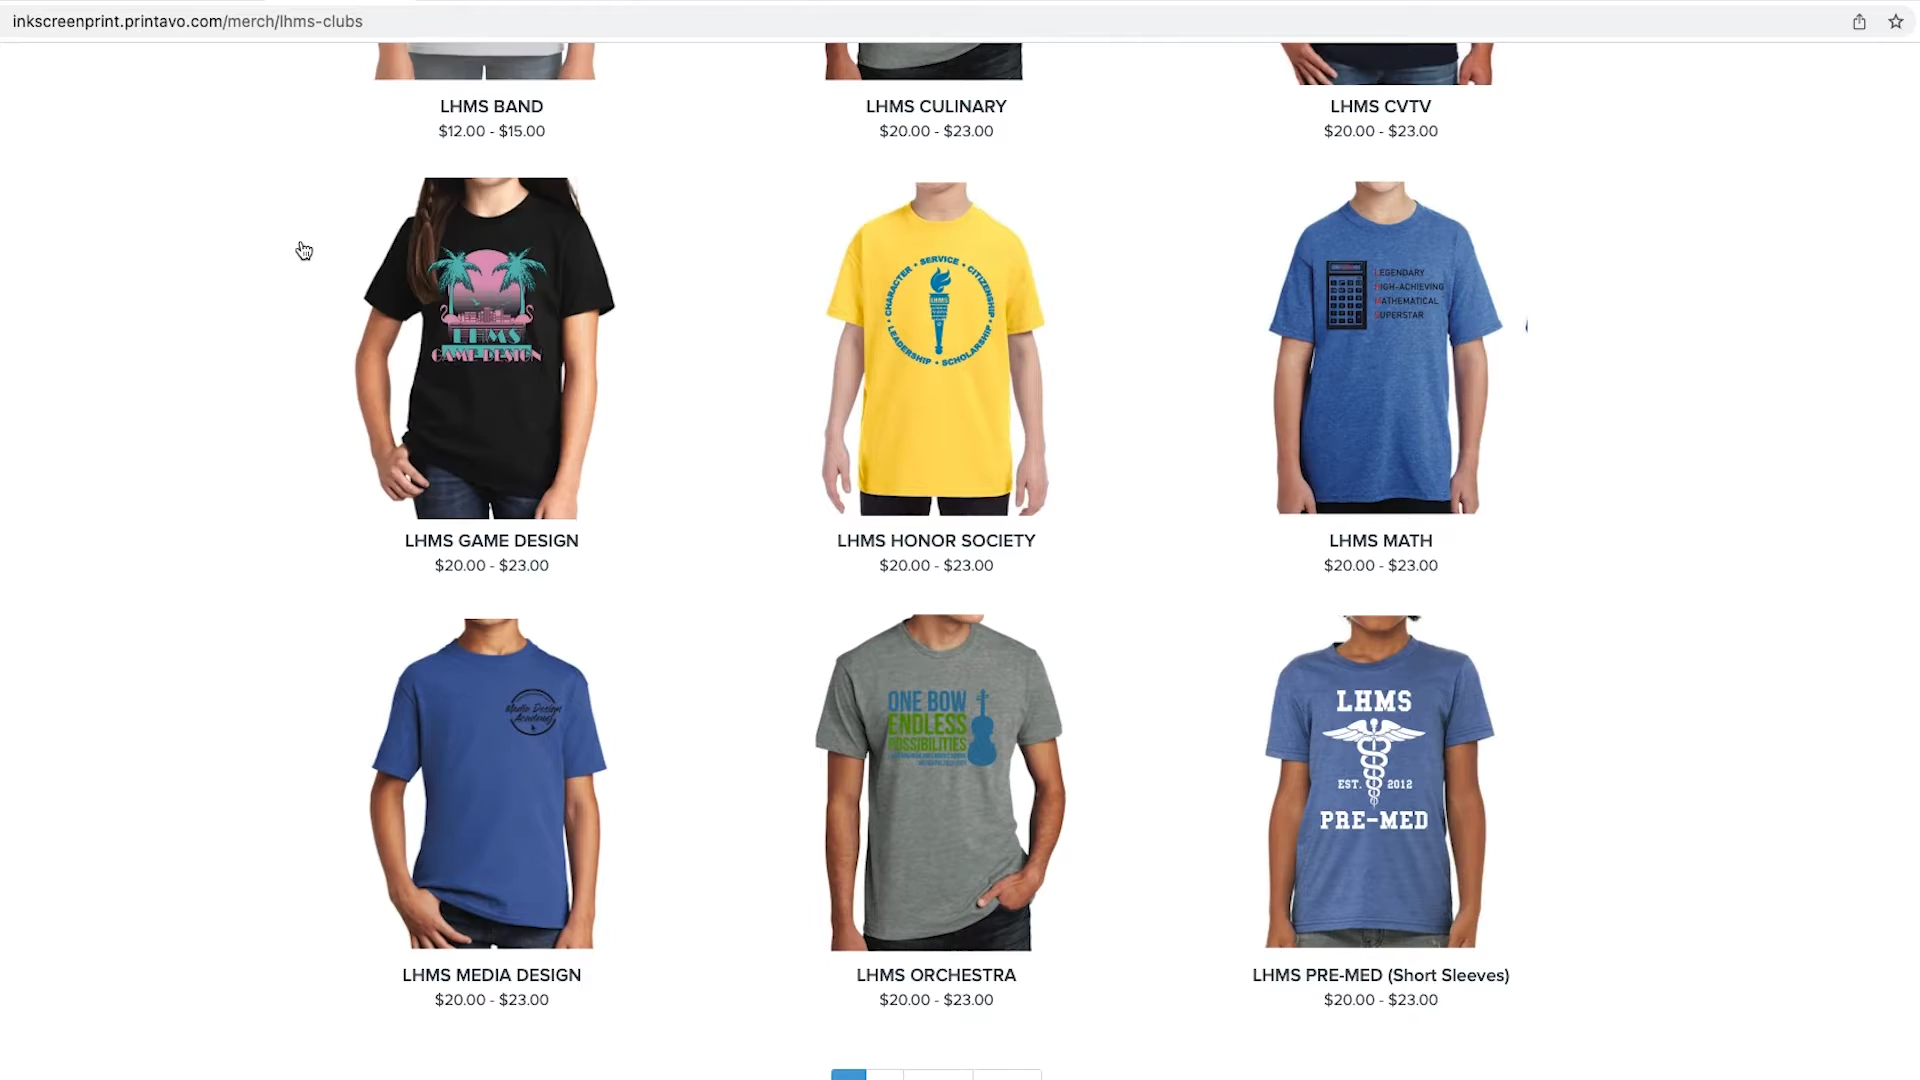 inkscreenprint.printavo.com/merch/lhms-clubs
LHMS BAND
$12.00 - $15.00
LHMS CULINARY
$20.00 - $23.00
LHMS CVTV
$20.00 - $23.00
LHMS
GAME DESIGN
CHARACTER • SERVICE • CITIZENSHIP •
LEADERSHIP • SCHOLARSHIP
LHMS
LEGENDARY
HIGH-ACHIEVING
MATHEMATICAL
SUPERSTAR
LHMS GAME DESIGN
$20.00 - $23.00
LHMS HONOR SOCIETY
$20.00 - $23.00
LHMS MATH
$20.00 - $23.00
Media Design
Academy
ONE BOW
ENDLESS
POSSIBILITIES
LHMS
EST. 2012
PRE-MED
LHMS MEDIA DESIGN
$20.00 - $23.00
LHMS ORCHESTRA
$20.00 - $23.00
LHMS PRE-MED (Short Sleeves)
$20.00 - $23.00